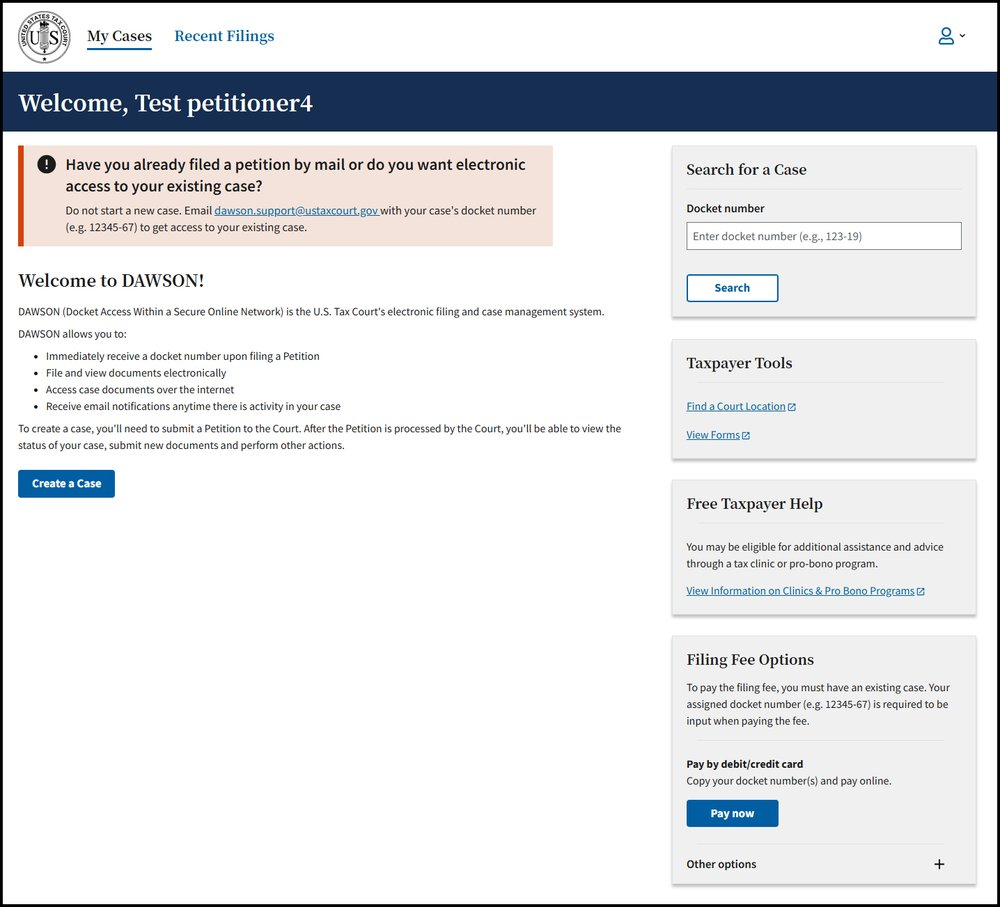 UNITED STATES TAX COURT
US
My Cases
Recent Filings
Welcome, Test petitioner4
! Have you already filed a petition by mail or do you want electronic
access to your existing case?
Do not start a new case. Email dawson.support@ustaxcourt.gov with your case's docket number
(e.g. 12345-67) to get access to your existing case.
Welcome to DAWSON!
DAWSON (Docket Access Within a Secure Online Network) is the U.S. Tax Court's electronic filing and case management system.
DAWSON allows you to:
• Immediately receive a docket number upon filing a Petition
• File and view documents electronically
• Access case documents over the internet
• Receive email notifications anytime there is activity in your case
To create a case, you'll need to submit a Petition to the Court. After the Petition is processed by the Court, you'll be able to view the
status of your case, submit new documents and perform other actions.
Create a Case
Search for a Case
Docket number
Enter docket number (e.g., 123-19)
Search
Taxpayer Tools
Find a Court Location
View Forms
Free Taxpayer Help
You may be eligible for additional assistance and advice
through a tax clinic or pro-bono program.
View Information on Clinics & Pro Bono Programs
Filing Fee Options
To pay the filing fee, you must have an existing case. Your
assigned docket number (e.g. 12345-67) is required to be
input when paying the fee.
Pay by debit/credit card
Copy your docket number(s) and pay online.
Pay now
Other options +